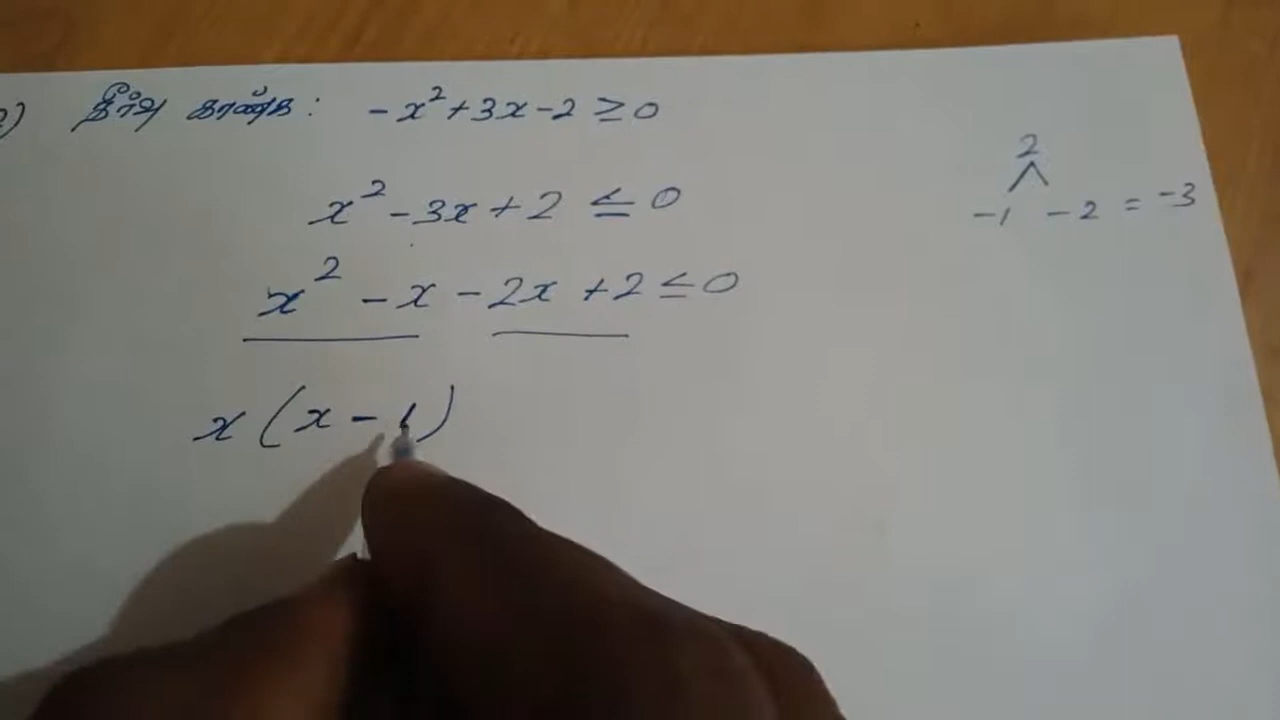 தீர்வு காண்க : -x² + 3x - 2 ≥ 0
x² - 3x + 2 ≤ 0
x² - x - 2x + 2 ≤ 0
x (x - 1)
2
-1 -2 = -3